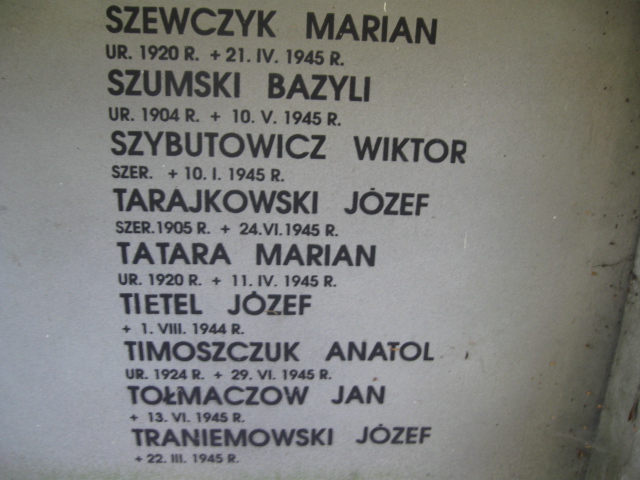 SZEWCZYK MARIAN
UR. 1920 R. + 21. IV. 1945 R.
SZUMSKI BAZYLI
UR. 1904 R. + 10. V. 1945 R.
SZYBUTOWICZ WIKTOR
SZER. + 10. I. 1945 R.
TARAJKOWSKI JÓZEF
SZER. 1905 R. + 24. VI. 1945 R.
TATARA MARIAN
UR. 1920 R. + 11. IV. 1945 R.
TIETEL JÓZEF
+ 1. VIII. 1944 R.
TIMOSZCZUK ANATOL
UR. 1924 R. + 29. VI. 1945 R.
TOŁMACZOW JAN
+ 13. VI. 1945 R.
TRANIEMOWSKI JÓZEF
+ 22. III. 1945 R.